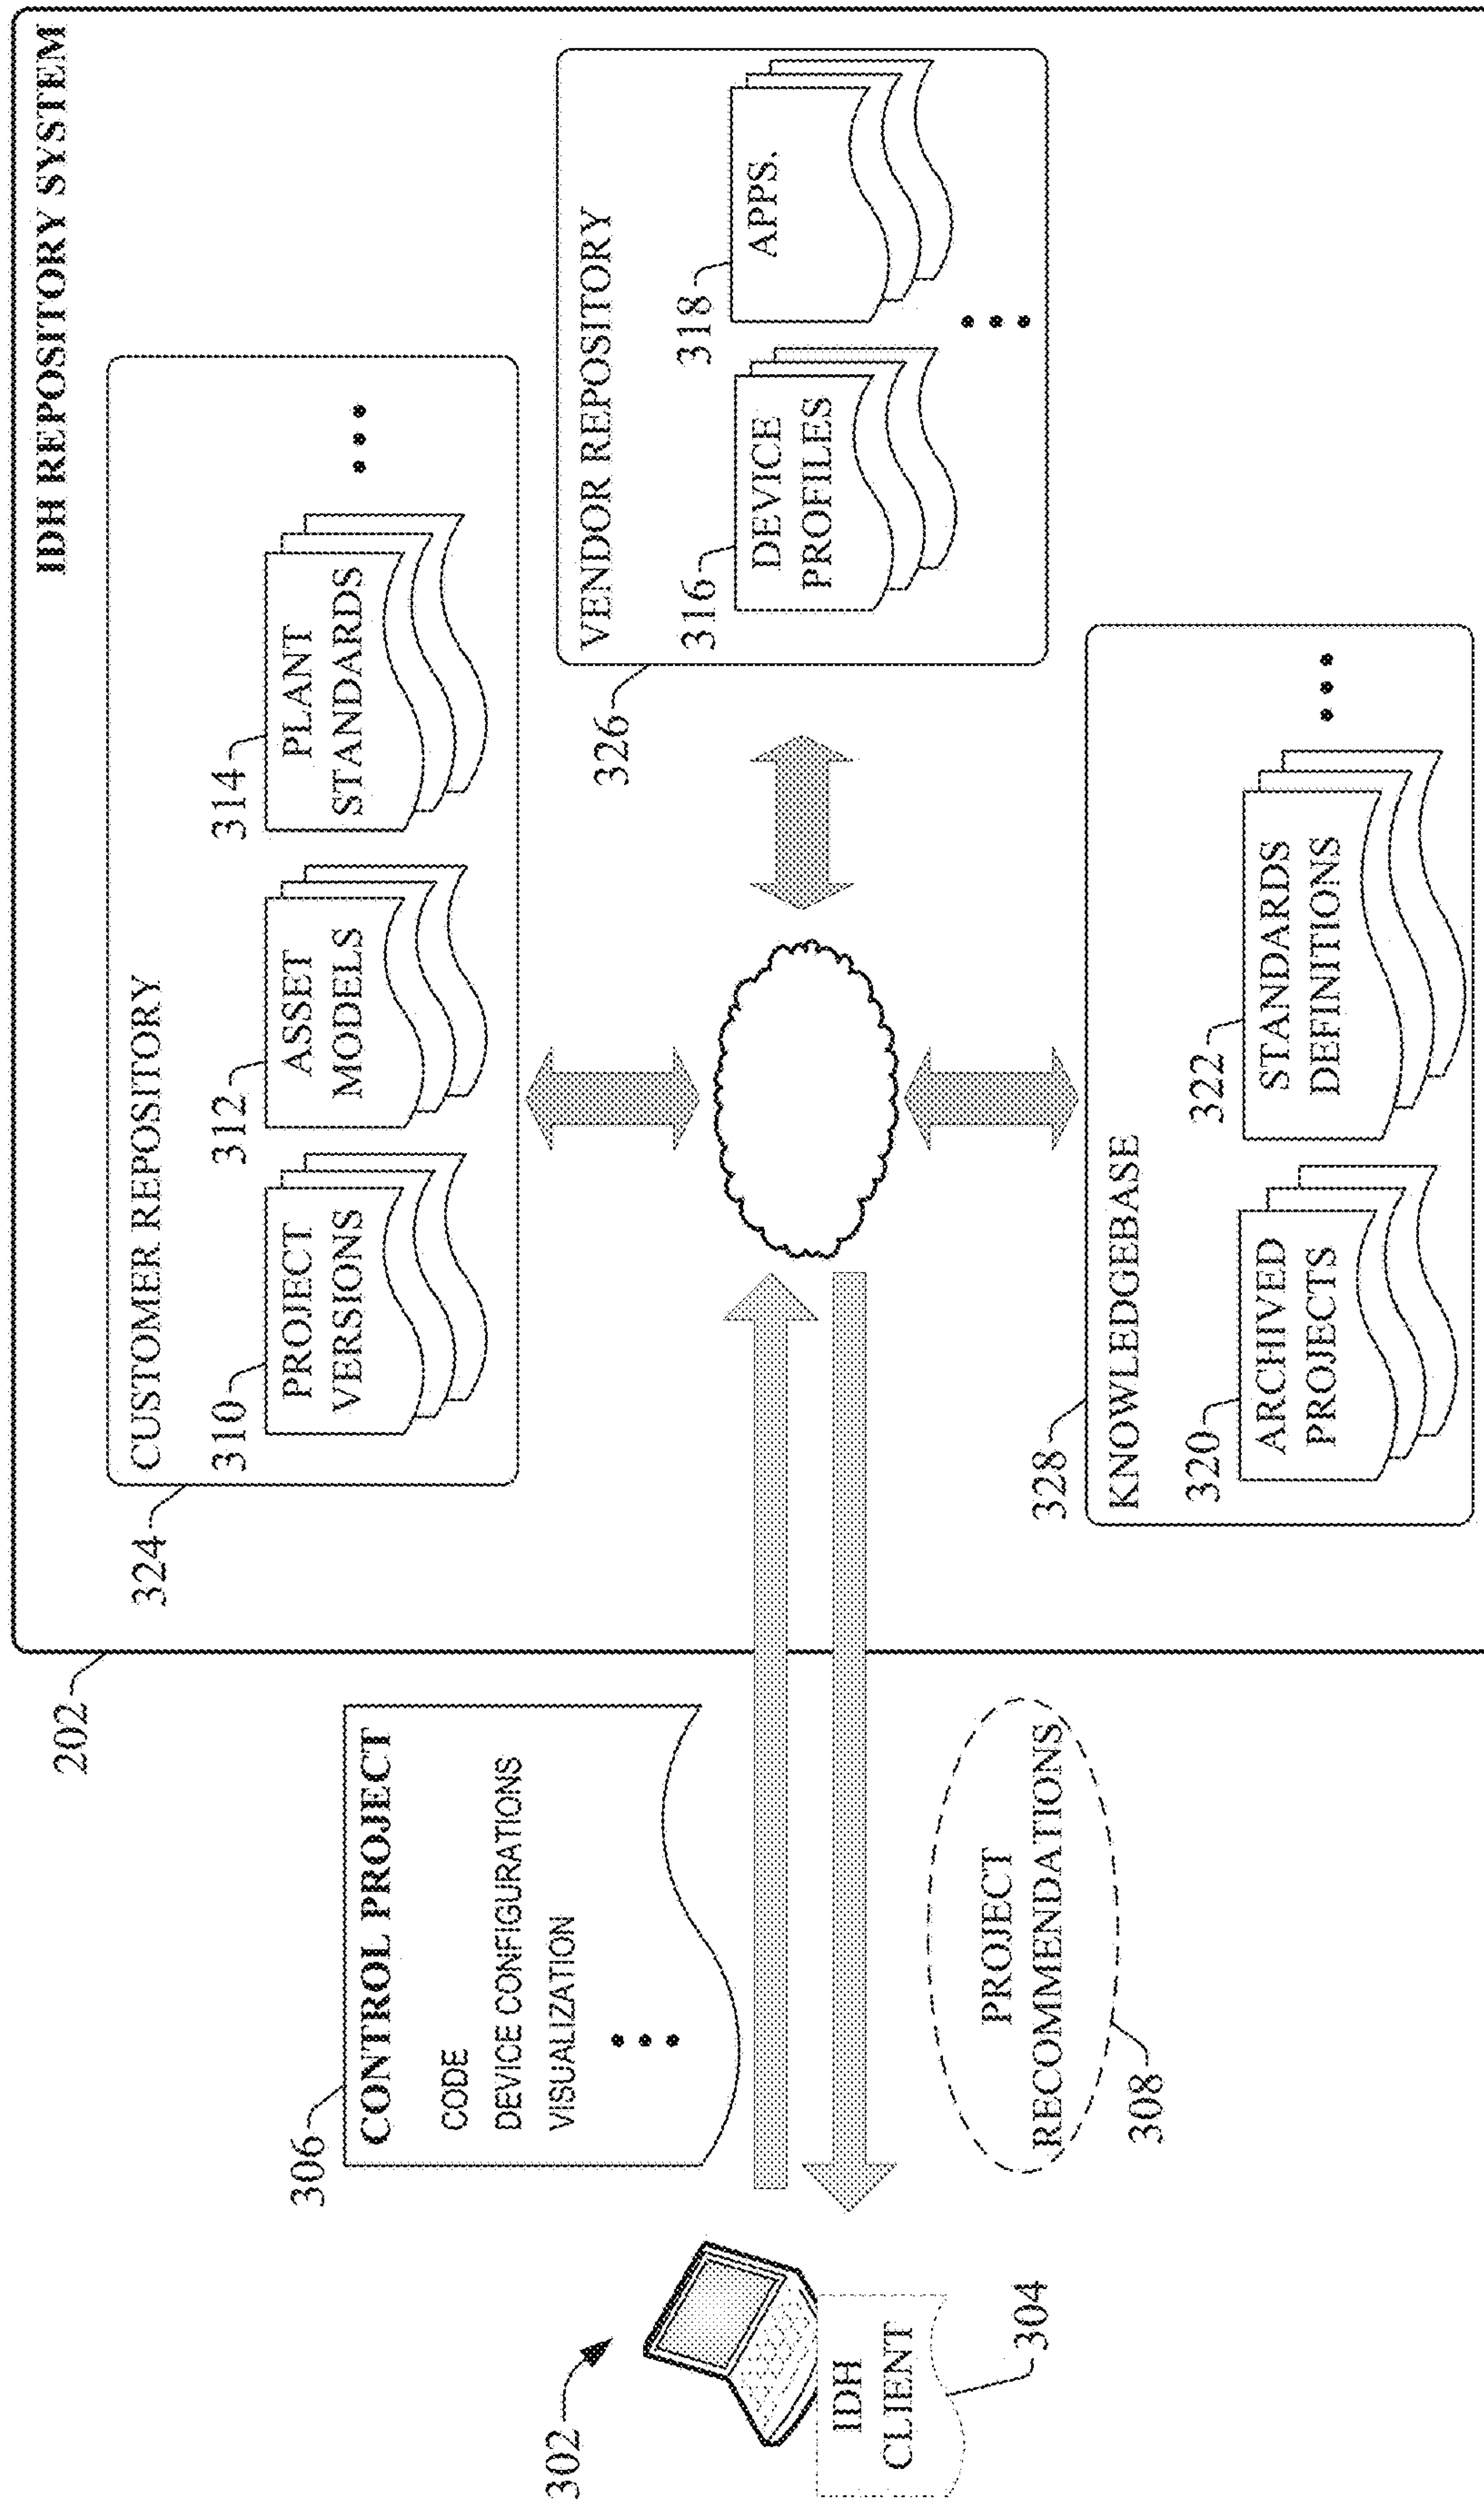 IDH REPOSITORY SYSTEM
202
324
CUSTOMER REPOSITORY
310
PROJECT
VERSIONS
312
ASSET
MODELS
314
PLANT
STANDARDS
306
CONTROL PROJECT
CODE
DEVICE CONFIGURATIONS
VISUALIZATION
326
VENDOR REPOSITORY
316
DEVICE
PROFILES
318
APPS.
302
IDH
CLIENT
304
PROJECT
RECOMMENDATIONS
308
328
KNOWLEDGEBASE
320
ARCHIVED
PROJECTS
322
STANDARDS
DEFINITIONS